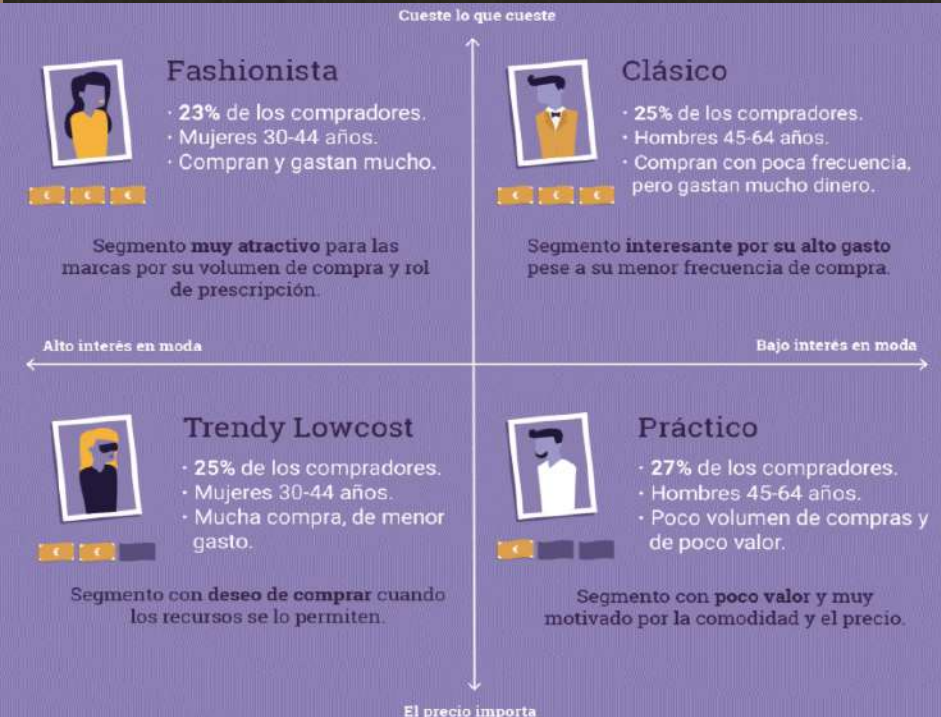 Cueste lo que cueste
Fashionista
· 23% de los compradores.
· Mujeres 30-44 años.
· Compran y gastan mucho.
€ € €
Segmento muy atractivo para las
marcas por su volumen de compra y rol
de prescripción.
Clásico
· 25% de los compradores.
· Hombres 45-64 años.
· Compran con poca frecuencia,
pero gastan mucho dinero.
€ € €
Segmento interesante por su alto gasto
pese a su menor frecuencia de compra.
Alto interés en moda
Bajo interés en moda
Trendy Lowcost
· 25% de los compradores.
· Mujeres 30-44 años.
· Mucha compra, de menor
gasto.
€ €
Segmento con deseo de comprar cuando
los recursos se lo permiten.
Práctico
· 27% de los compradores.
· Hombres 45-64 años.
· Poco volumen de compras y
de poco valor.
€
Segmento con poco valor y muy
motivado por la comodidad y el precio.
El precio importa